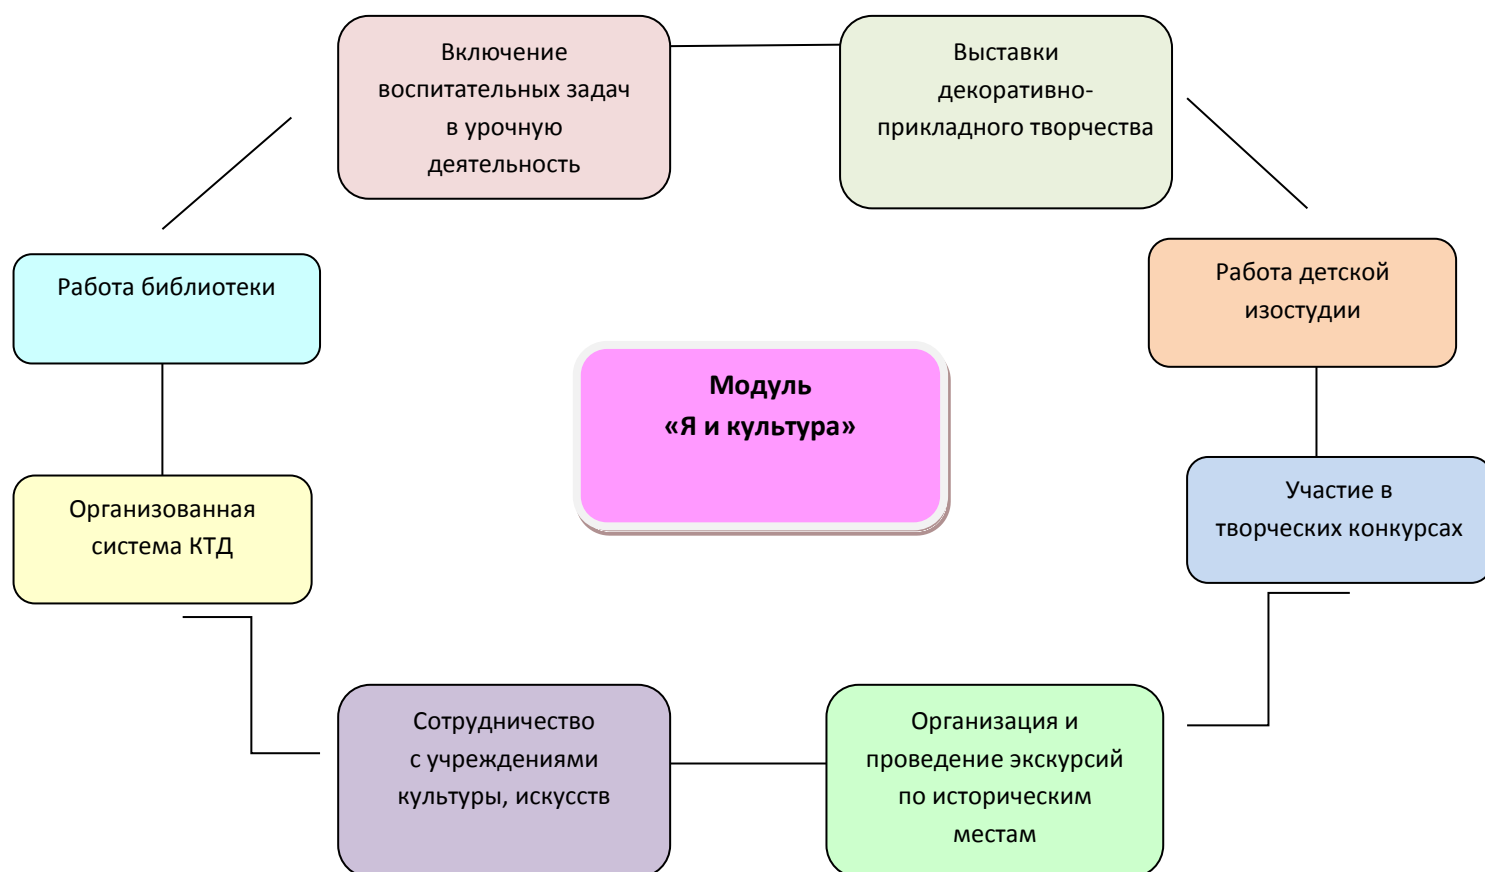 Включение
воспитательных задач
в урочную
деятельность
Выставки
декоративно-
прикладного творчества
Работа библиотеки
Работа детской
изостудии
Модуль
«Я и культура»
Организованная
система КТД
Участие в
творческих конкурсах
Сотрудничество
с учреждениями
культуры, искусств
Организация и
проведение экскурсий
по историческим
местам